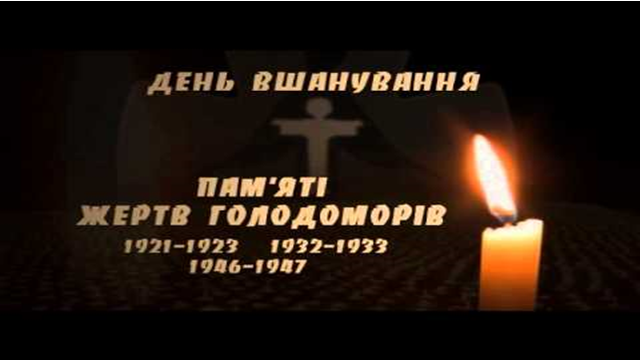 ДЕНЬ ВШАНУВАННЯ
ПАМ'ЯТІ
ЖЕРТВ ГОЛОДОМОРІВ
1921-1923 1932-1933
1946-1947